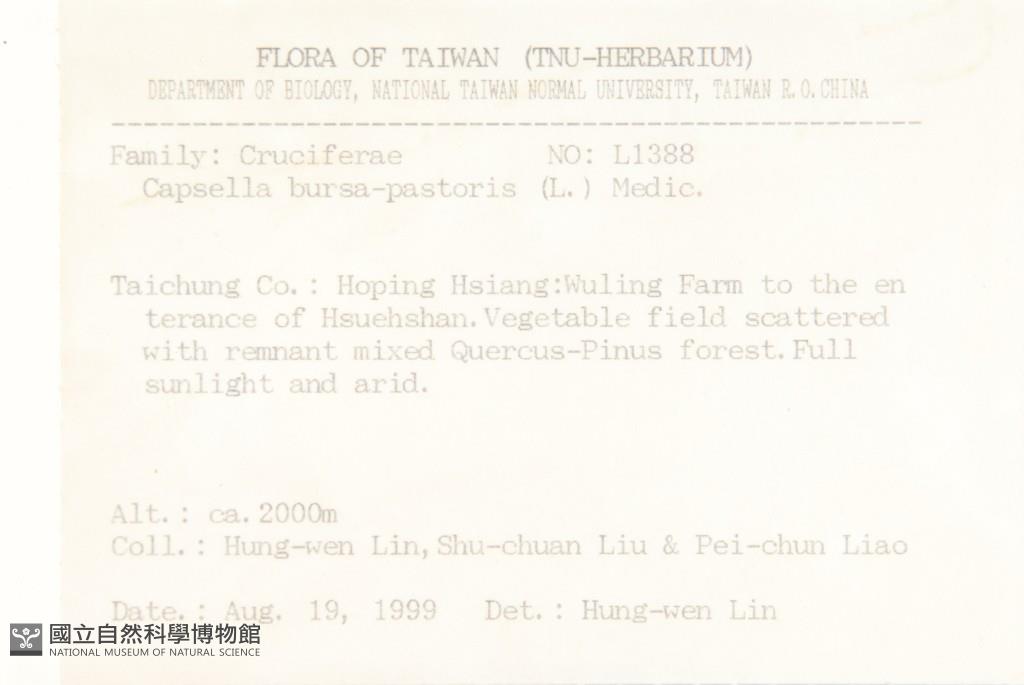 FLORA OF TAIWAN (TNU-HERBARIUM)
DEPARTMENT OF BIOLOGY, NATIONAL TAIWAN NORMAL UNIVERSITY, TAIWAN R.O.CHINA
Family: Cruciferae NO: L1388
Capsella bursa-pastoris (L.) Medic.
Taichung Co.: Hoping Hsiang:Wuling Farm to the en
terance of Hsuehshan.Vegetable field scattered
with remnant mixed Quercus-Pinus forest.Full
sunlight and arid.
Alt.: ca.2000m
Coll.: Hung-wen Lin,Shu-chuan Liu & Pei-chun Liao
Date.: Aug. 19, 1999 Det.: Hung-wen Lin
國立自然科學博物館
NATIONAL MUSEUM OF NATURAL SCIENCE